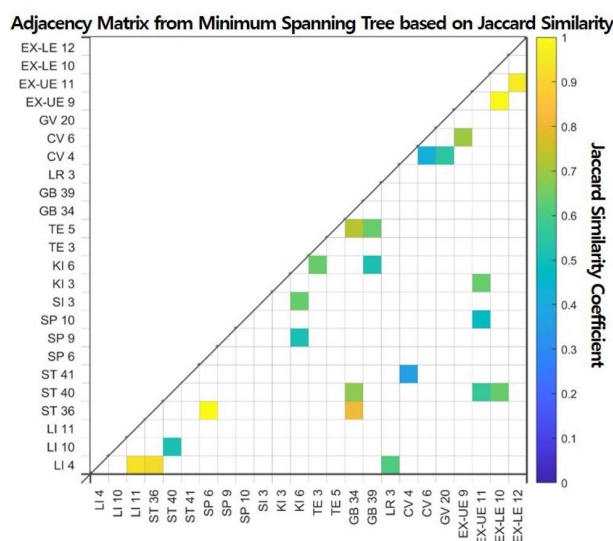 Adjacency Matrix from Minimum Spanning Tree based on Jaccard Similarity
EX-LE 12
EX-LE 10
EX-UE 11
EX-UE 9
GV 20
CV 6
CV 4
LR 3
GB 39
GB 34
TE 5
TE 3
KI 6
KI 3
SI 3
SP 10
SP 9
SP 6
ST 41
ST 40
ST 36
LI 11
LI 10
LI 4
LI 4
LI 10
LI 11
ST 36
ST 40
ST 41
SP 6
SP 9
SP 10
SI 3
KI 3
KI 6
TE 3
TE 5
GB 34
GB 39
LR 3
CV 4
CV 6
GV 20
EX-UE 9
EX-UE 11
EX-LE 10
EX-LE 12
1
0.9
0.8
0.7
0.6
0.5
0.4
0.3
0.2
0.1
0
Jaccard Similarity Coefficient